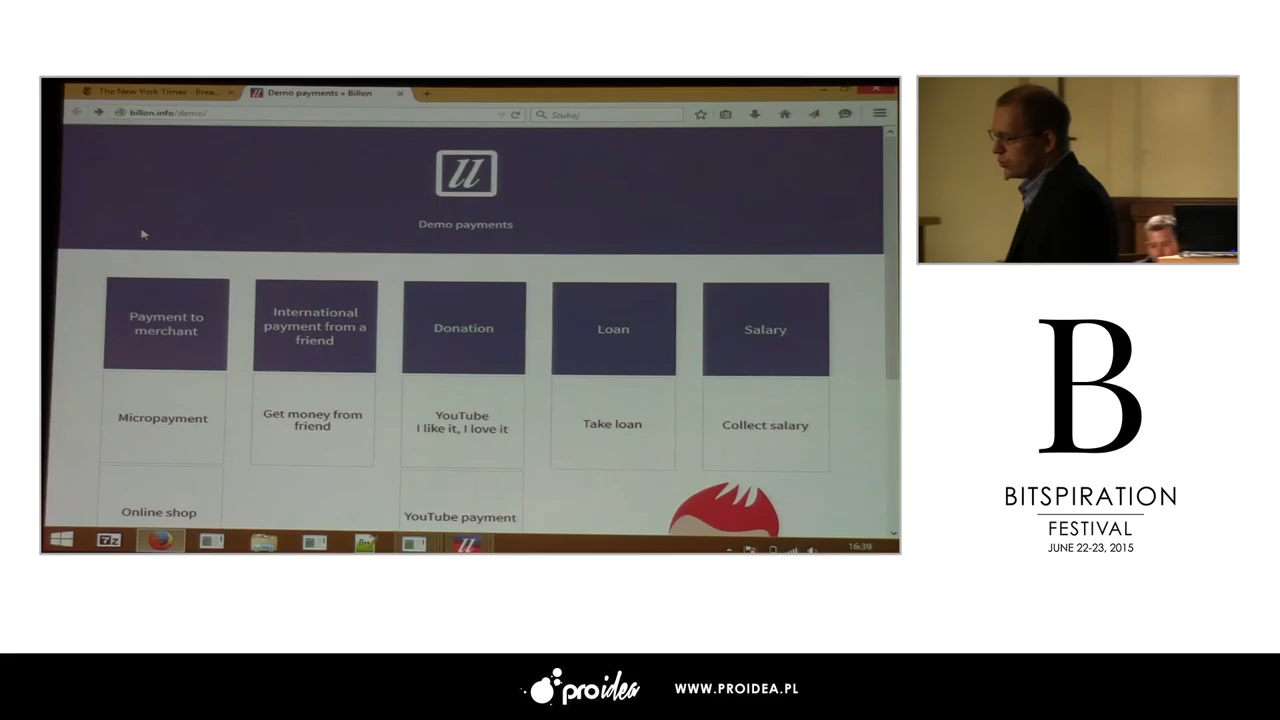 The New York Times - Brea...
Demo payments « Billon
billon.info/demo/
Szukaj
Demo payments
Payment to
merchant
International
payment from a
friend
Donation
Loan
Salary
Micropayment
Get money from
friend
YouTube
I like it, I love it
Take loan
Collect salary
Online shop
YouTube payment
16:39
B
BITSPIRATION
FESTIVAL
JUNE 22-23, 2015
proidea
WWW.PROIDEA.PL